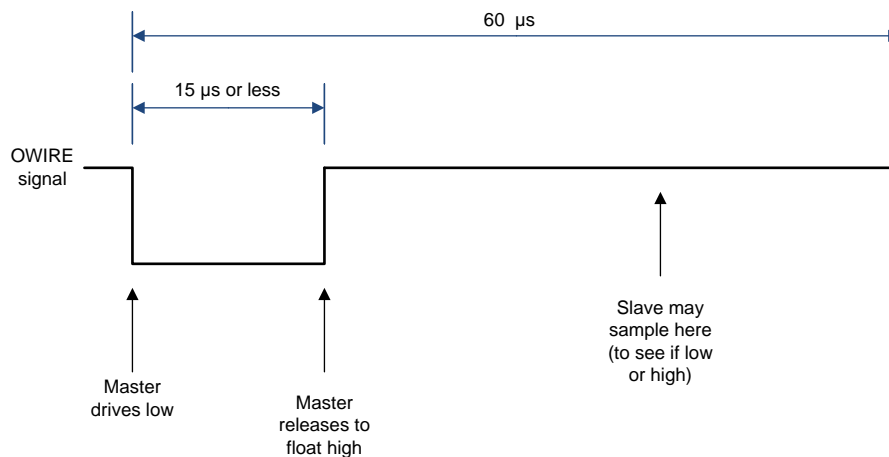 60 µs
15 µs or less
OWIRE
signal
Slave may
sample here
(to see if low
or high)
Master
drives low
Master
releases to
float high